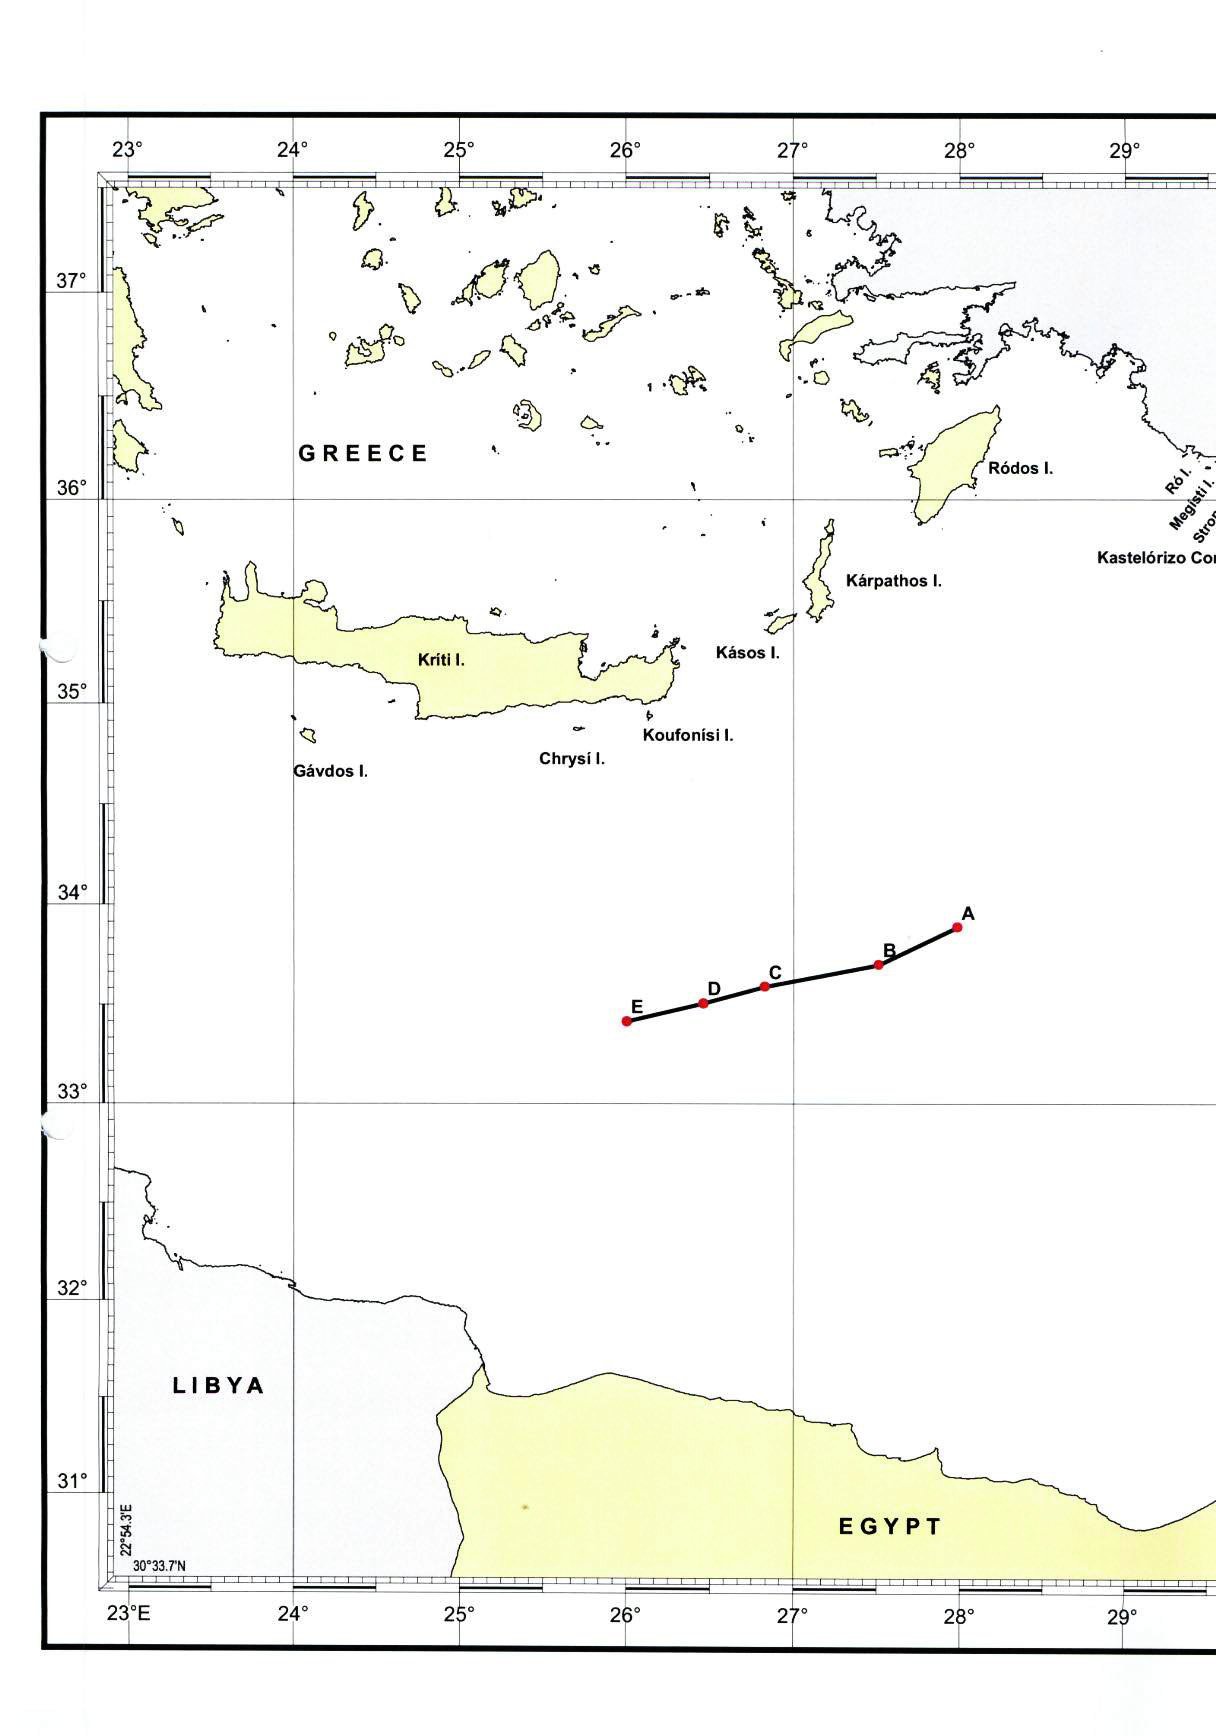 23° 24° 25° 26° 27° 28° 29°
37°
GREECE
Ródos I.
Ró I.
Megísti I.
36°
Kastelórizo
Kárpathos I.
Kásos I.
Kríti I.
35°
Koufonísi I.
Chrysí I.
Gávdos I.
34°
A
B
C
D
E
33°
32°
LIBYA
31°
EGYPT
22°54.3'E
30°33.7'N
23°E 24° 25° 26° 27° 28° 29°